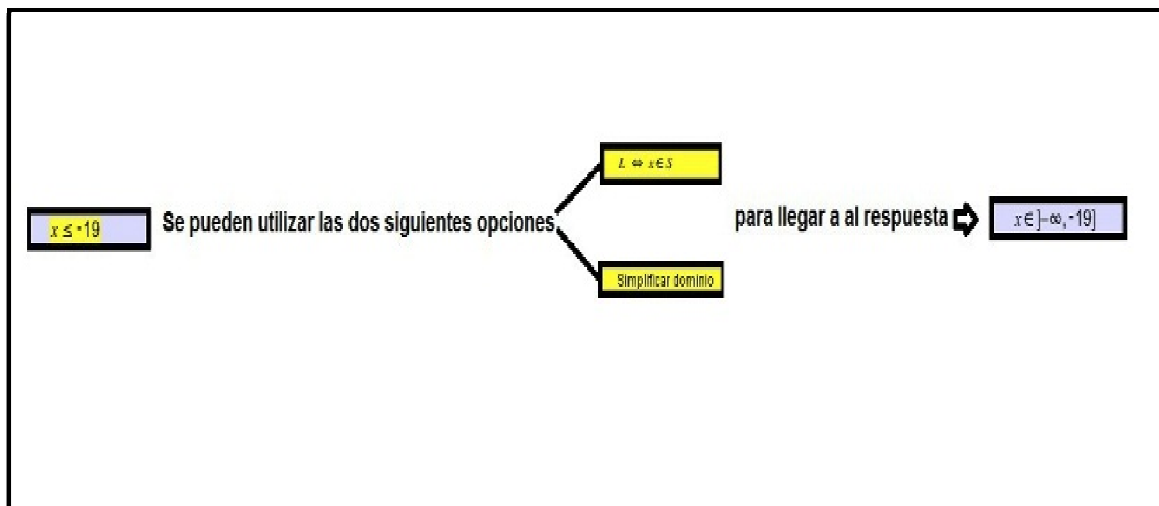 x ≤ -19
Se pueden utilizar las dos siguientes opciones
L ⇔ x∈S
Simplificar dominio
para llegar a al respuesta
x∈]-∞,-19]